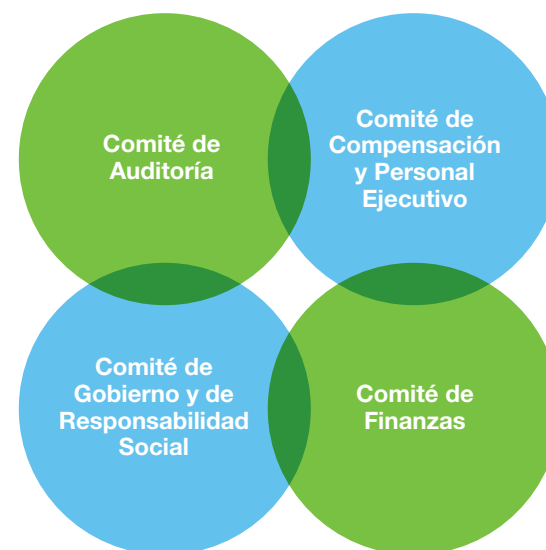 Comité de
Auditoría
Comité de
Compensación
y Personal
Ejecutivo
Comité de
Gobierno y de
Responsabilidad
Social
Comité de
Finanzas